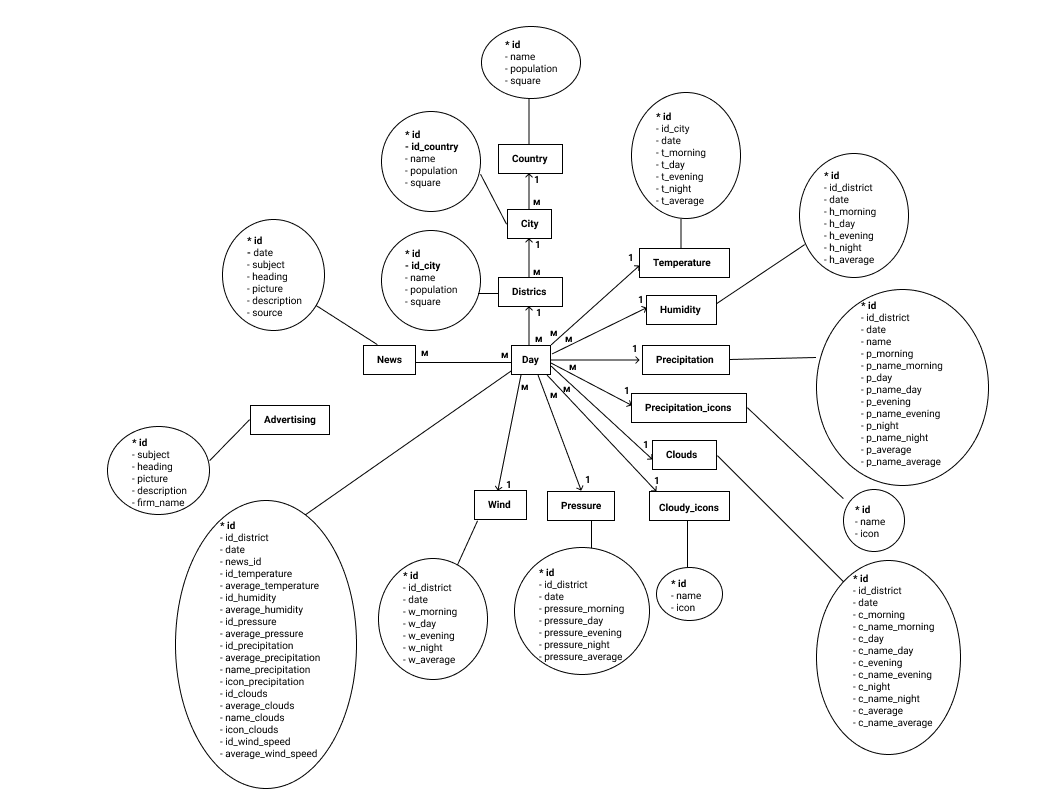 * id
- name
- population
- square
* id
- id_country
- name
- population
- square
Country
1
M
City
1
M
* id
- id_city
- name
- population
- square
Districs
1
M
* id
- id_city
- date
- t_morning
- t_day
- t_evening
- t_night
- t_average
1
Temperature
* id
- id_district
- date
- h_morning
- h_day
- h_evening
- h_night
- h_average
1
Humidity
* id
- date
- subject
- heading
- picture
- description
- source
News
M
M
Day
M
M
1
Precipitation
* id
- id_district
- date
- name
- p_morning
- p_name_morning
- p_day
- p_name_day
- p_evening
- p_name_evening
- p_night
- p_name_night
- p_average
- p_name_average
M
M
M
M
1
Precipitation_icons
Advertising
* id
- subject
- heading
- picture
- description
- firm_name
1
Clouds
1
Wind
1
Pressure
1
Cloudy_icons
* id
- name
- icon
* id
- id_district
- date
- news_id
- id_temperature
- average_temperature
- id_humidity
- average_humidity
- id_pressure
- average_pressure
- id_precipitation
- average_precipitation
- name_precipitation
- icon_precipitation
- id_clouds
- average_clouds
- name_clouds
- icon_clouds
- id_wind_speed
- average_wind_speed
* id
- id_district
- date
- w_morning
- w_day
- w_evening
- w_night
- w_average
* id
- id_district
- date
- pressure_morning
- pressure_day
- pressure_evening
- pressure_night
- pressure_average
* id
- name
- icon
* id
- id_district
- date
- c_morning
- c_name_morning
- c_day
- c_name_day
- c_evening
- c_name_evening
- c_night
- c_name_night
- c_average
- c_name_average